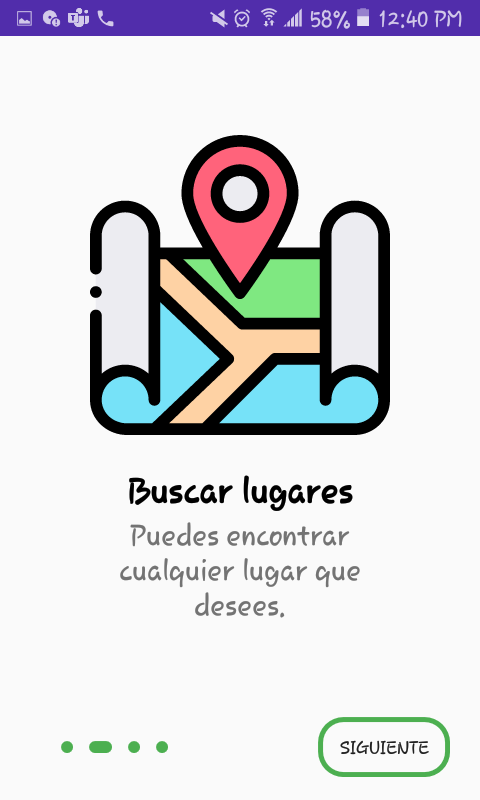 58% 12:40 PM
Buscar lugares
Puedes encontrar
cualquier lugar que
desees.
SIGUIENTE